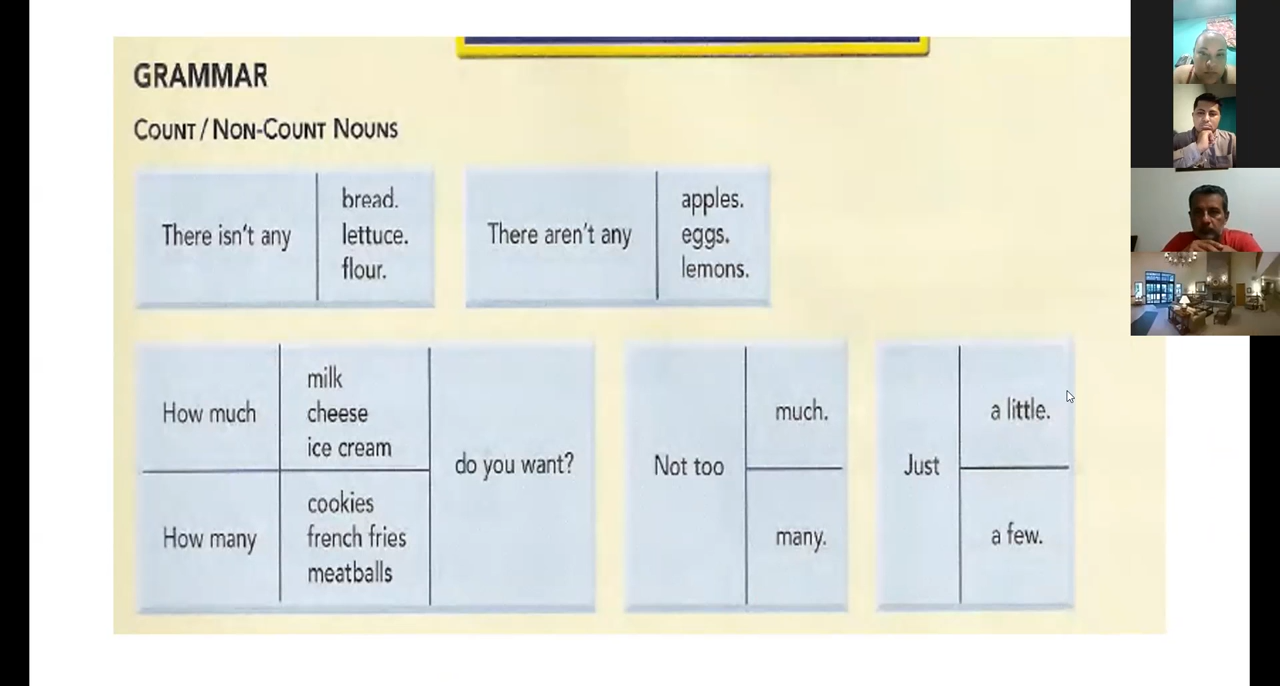 GRAMMAR
COUNT / NON-COUNT NOUNS
There isn't any
bread.
lettuce.
flour.
There aren't any
apples.
eggs.
lemons.
How much
milk
cheese
ice cream
How many
cookies
french fries
meatballs
do you want?
Not too
much.
many.
Just
a little.
a few.